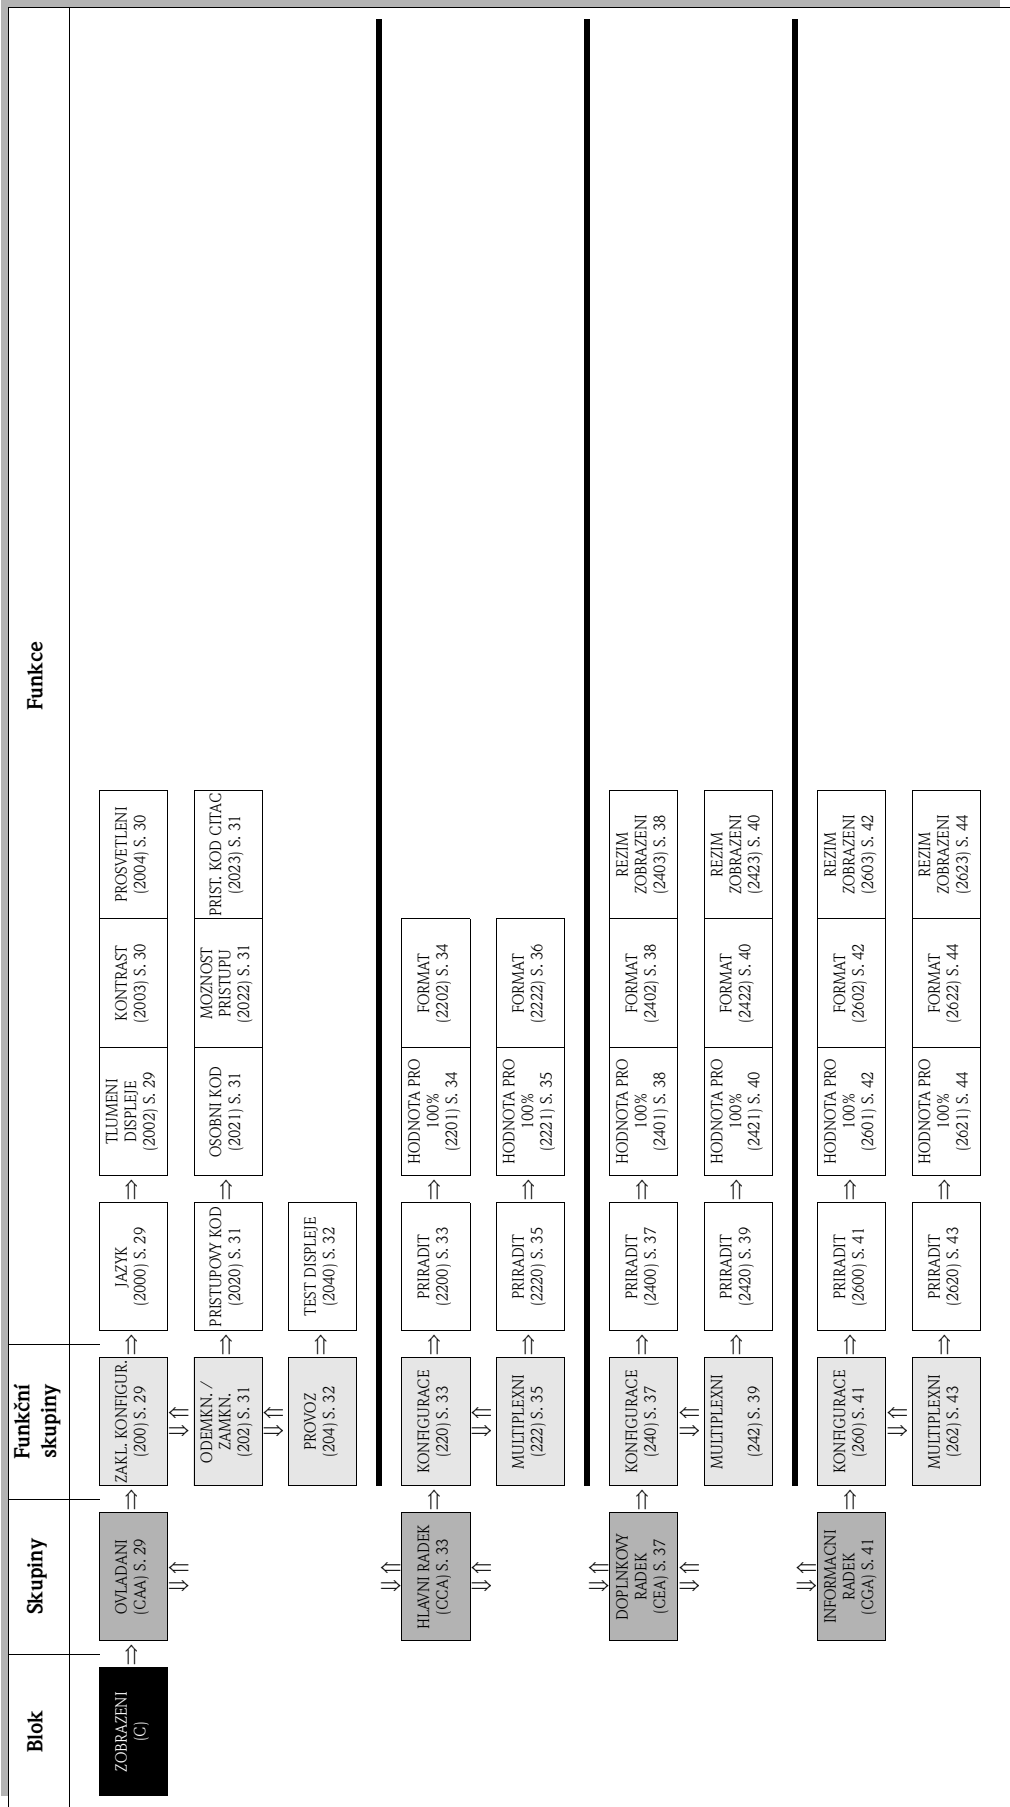 Blok
Skupiny
Funkční
skupiny
Funkce
ZOBRAZENI
(C)
OVLADANI
(CAA) S. 29
ZAKL. KONFIGUR.
(200) S. 29
JAZYK
(2000) S. 29
TLUMENI
DISPLEJE
(2002) S. 29
KONTRAST
(2003) S. 30
PROSVETLENI
(2004) S. 30
ODEMKN. /
ZAMKN.
(202) S. 31
PRISTUPOVY KOD
(2020) S. 31
OSOBNI KOD
(2021) S. 31
MOZNOST
PRISTUPU
(2022) S. 31
PRIST. KOD CITAC
(2023) S. 31
PROVOZ
(204) S. 32
TEST DISPLEJE
(2040) S. 32
HLAVNI RADEK
(CCA) S. 33
KONFIGURACE
(220) S. 33
PRIRADIT
(2200) S. 33
HODNOTA PRO
100%
(2201) S. 34
FORMAT
(2202) S. 34
MULTIPLEXNI
(222) S. 35
PRIRADIT
(2220) S. 35
HODNOTA PRO
100%
(2221) S. 35
FORMAT
(2222) S. 36
DOPLNKOVY
RADEK
(CEA) S. 37
KONFIGURACE
(240) S. 37
PRIRADIT
(2400) S. 37
HODNOTA PRO
100%
(2401) S. 38
FORMAT
(2402) S. 38
REZIM
ZOBRAZENI
(2403) S. 38
MULTIPLEXNI
(242) S. 39
PRIRADIT
(2420) S. 39
HODNOTA PRO
100%
(2421) S. 40
FORMAT
(2422) S. 40
REZIM
ZOBRAZENI
(2423) S. 40
INFORMACNI
RADEK
(CGA) S. 41
KONFIGURACE
(260) S. 41
PRIRADIT
(2600) S. 41
HODNOTA PRO
100%
(2601) S. 42
FORMAT
(2602) S. 42
REZIM
ZOBRAZENI
(2603) S. 42
MULTIPLEXNI
(262) S. 43
PRIRADIT
(2620) S. 43
HODNOTA PRO
100%
(2621) S. 44
FORMAT
(2622) S. 44
REZIM
ZOBRAZENI
(2623) S. 44